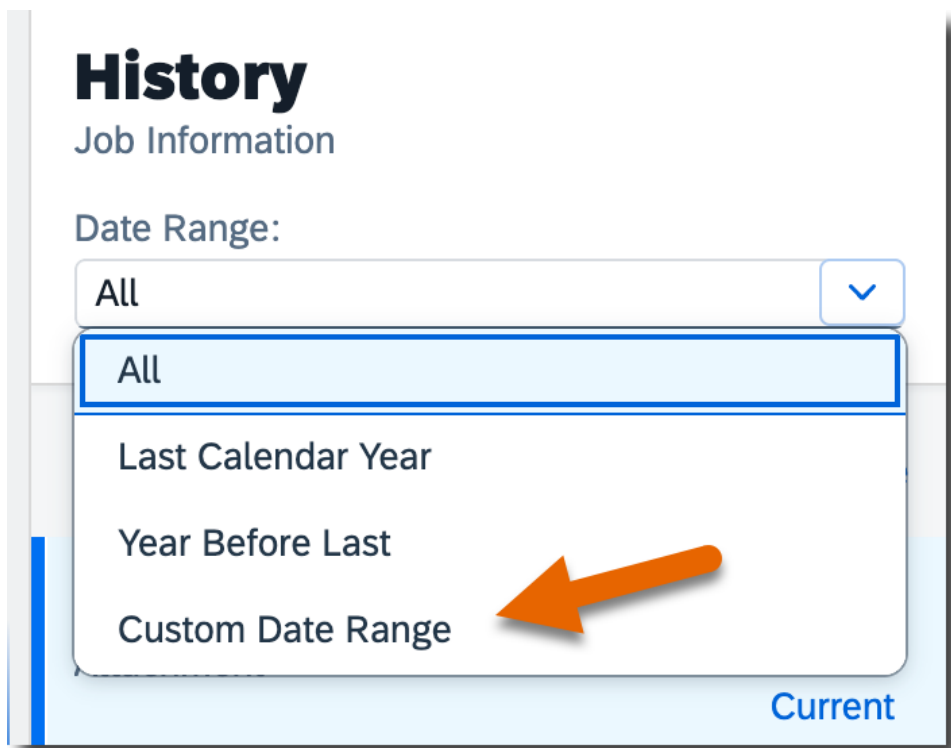 History
Job Information
Date Range:
All
All
Last Calendar Year
Year Before Last
Custom Date Range
Current